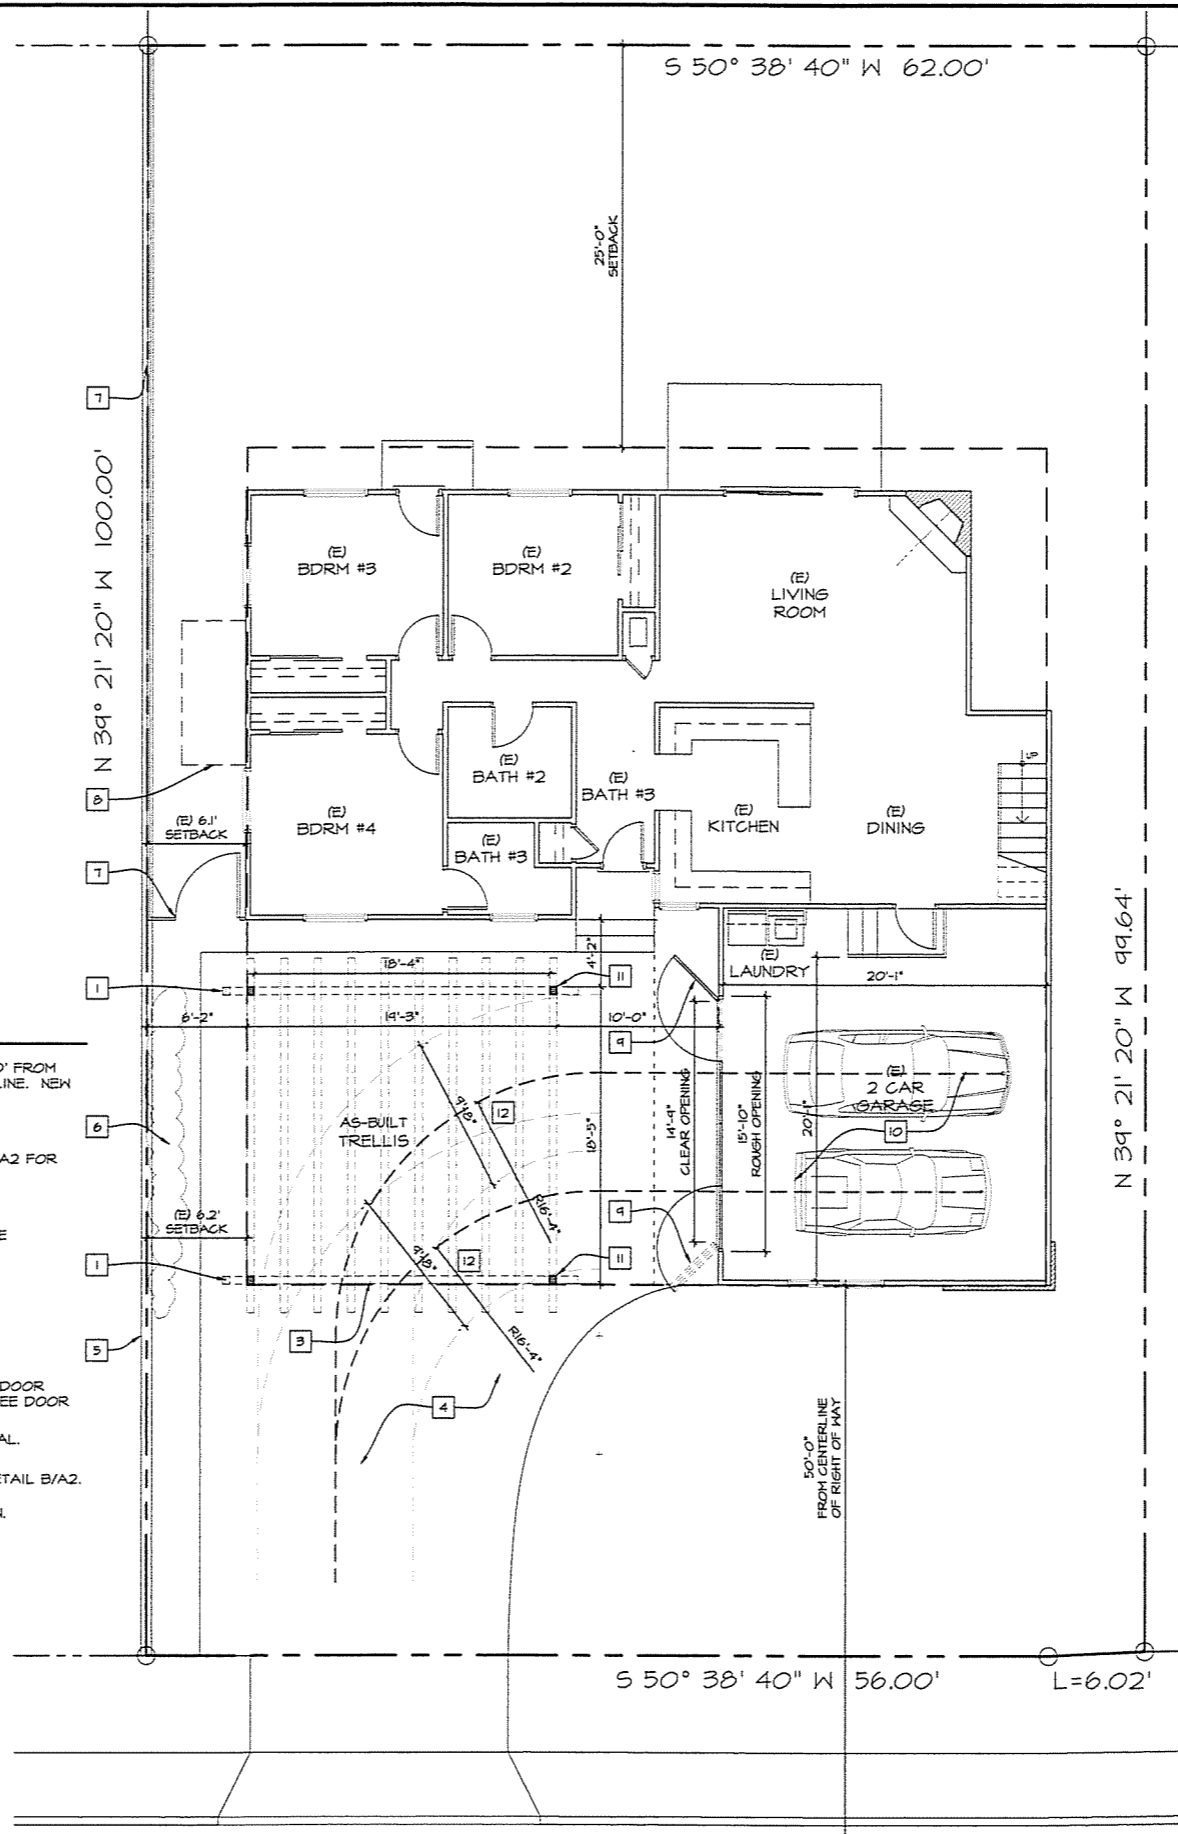 S 50° 38' 40" W 62.00'
25'-0"
SETBACK
7
N 39° 21' 20" W 100.00'
(E)
BDRM #3
(E)
BDRM #2
(E)
LIVING
ROOM
8
(E) 6.1'
SETBACK
(E)
BDRM #4
(E)
BATH #2
(E)
BATH #3
(E)
BATH #3
(E)
KITCHEN
(E)
DINING
7
N 39° 21' 20" W 99.64'
1
18'-4"
4'-2"
11
(E)
LAUNDRY
20'-1"
6'-2"
19'-3"
10'-0"
9
0' FROM
LINE. NEW
6
AS-BUILT
TRELLIS
9'-8"
12
18'-5"
14'-9"
CLEAR OPENING
15'-10"
ROUGH OPENING
20'-1"
(E)
2 CAR
GARAGE
10
A2 FOR
R16'-4"
(E) 6.2'
SETBACK
E
9
9'-8"
12
1
11
3
R16'-4"
5
DOOR
EE DOOR
4
AL.
50'-0"
FROM CENTERLINE
OF RIGHT OF WAY
TAIL B/A2.
N.
S 50° 38' 40" W 56.00'
L=6.02'